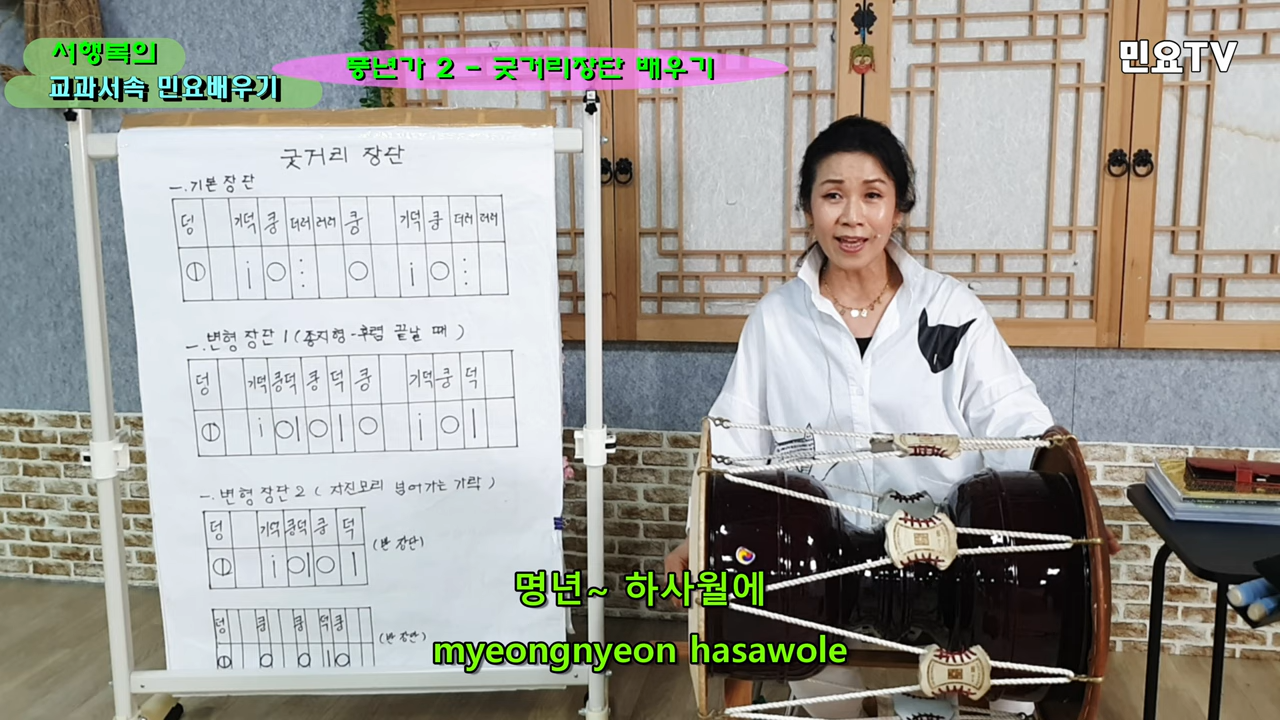 서행목의
교과서속 민요배우기
풍년가 2 - 굿거리장단 배우기
민요TV
굿거리 장단
一. 기본 장단
덩 기덕 쿵 더러 러러 쿵 기덕 쿵 더러 러러
一. 변형 장단 1 (종지형 - 후렴 끝날 때)
덩 기덕 쿵덕 쿵 덕 쿵 기덕 쿵 덕
一. 변형 장단 2 (자진모리 넘어가는 가락)
덩 기덕 쿵덕 쿵 덕
(반 장단)
덩 쿵 쿵 덕쿵
(반 장단)
명년~ 하사월에
myeongnyeon hasawole